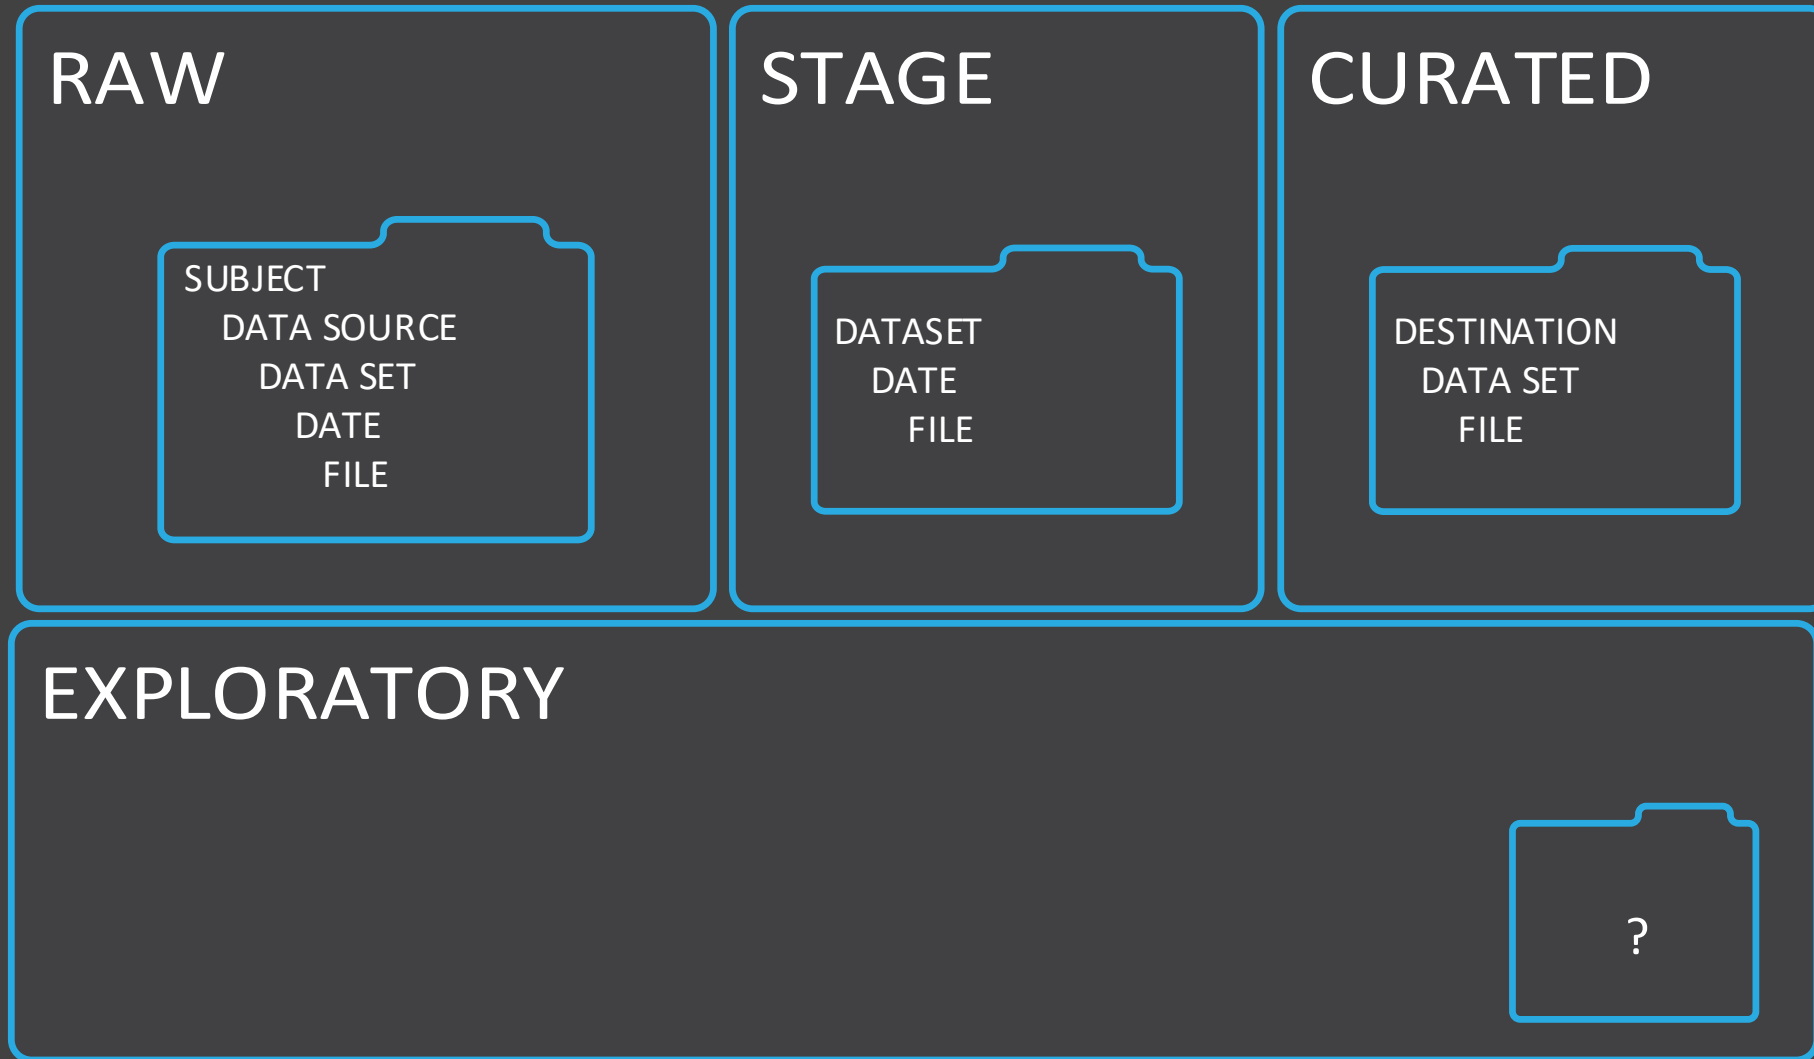 RAW
SUBJECT
DATA SOURCE
DATA SET
DATE
FILE
STAGE
DATASET
DATE
FILE
CURATED
DESTINATION
DATA SET
FILE
EXPLORATORY
?